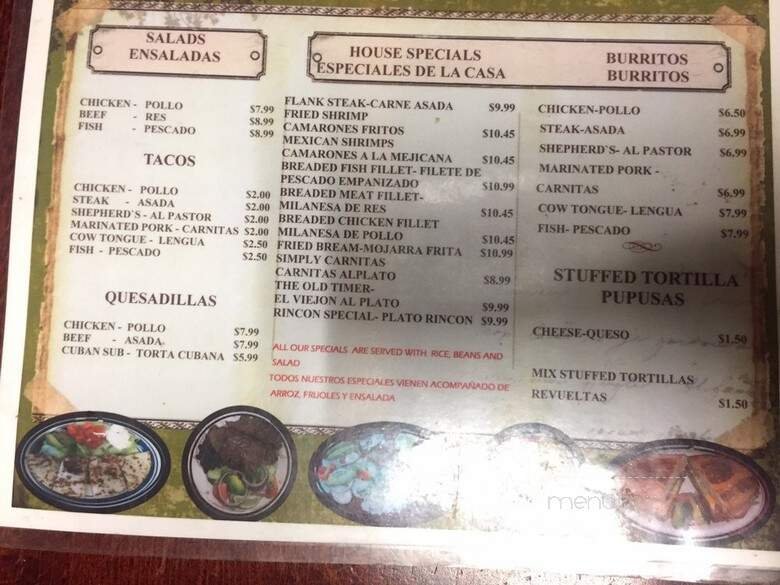 SALADS
ENSALADAS
CHICKEN - POLLO $7.99
BEEF - RES $8.99
FISH - PESCADO $8.99
TACOS
CHICKEN - POLLO $2.00
STEAK - ASADA $2.00
SHEPHERD`S - AL PASTOR $2.00
MARINATED PORK - CARNITAS $2.00
COW TONGUE - LENGUA $2.50
FISH - PESCADO $2.50
QUESADILLAS
CHICKEN - POLLO $7.99
BEEF - ASADA $7.99
CUBAN SUB - TORTA CUBANA $5.99
HOUSE SPECIALS
ESPECIALES DE LA CASA
FLANK STEAK-CARNE ASADA $9.99
FRIED SHRIMP
CAMARONES FRITOS $10.45
MEXICAN SHRIMPS
CAMARONES A LA MEJICANA $10.45
BREADED FISH FILLET- FILETE DE
PESCADO EMPANIZADO $10.99
BREADED MEAT FILLET-
MILANESA DE RES $10.45
BREADED CHICKEN FILLET
MILANESA DE POLLO $10.45
FRIED BREAM-MOJARRA FRITA $10.99
SIMPLY CARNITAS
CARNITAS ALPLATO $8.99
THE OLD TIMER-
EL VIEJON AL PLATO $9.99
RINCON SPECIAL- PLATO RINCON $9.99
ALL OUR SPECIALS ARE SERVED WITH RICE, BEANS AND
SALAD
TODOS NUESTROS ESPECIALES VIENEN ACOMPAÑADO DE
ARROZ, FRIJOLES Y ENSALADA
BURRITOS
BURRITOS
CHICKEN-POLLO $6.50
STEAK-ASADA $6.99
SHEPHERD`S- AL PASTOR $6.99
MARINATED PORK -
CARNITAS $6.99
COW TONGUE- LENGUA $7.99
FISH- PESCADO $7.99
STUFFED TORTILLA
PUPUSAS
CHEESE-QUESO $1.50
MIX STUFFED TORTILLAS
REVUELTAS $1.50